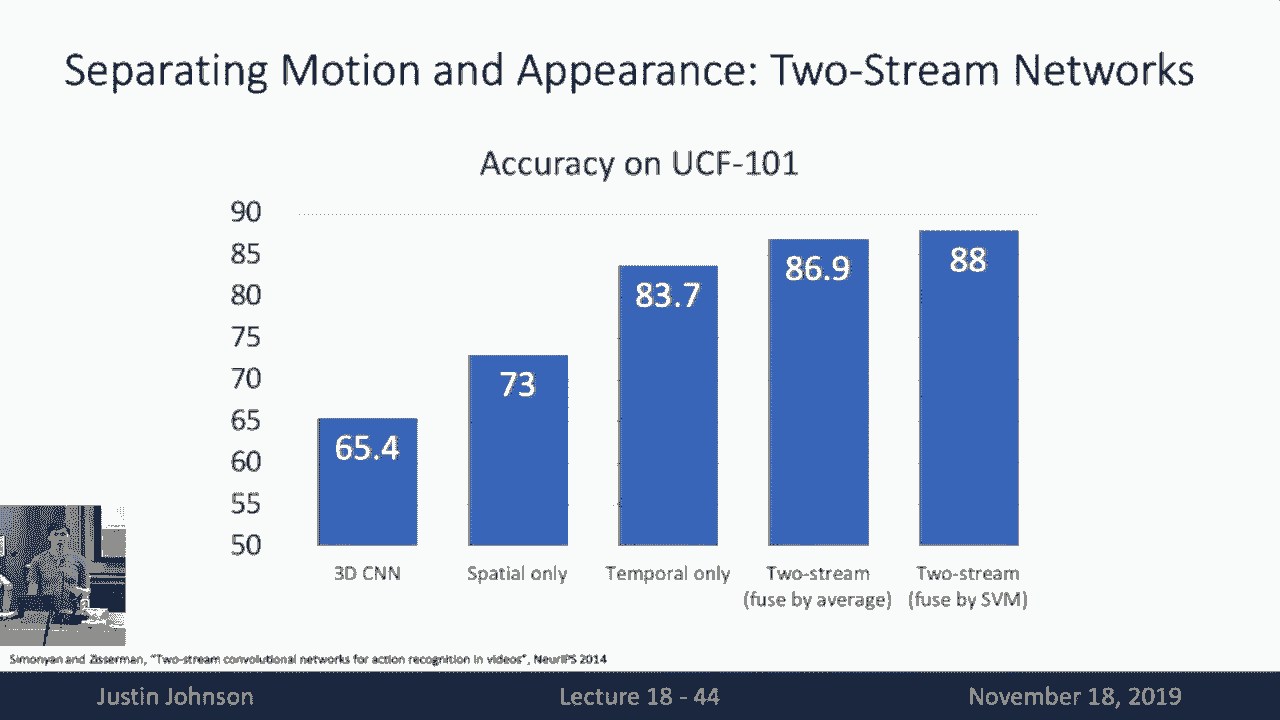 Separating Motion and Appearance: Two-Stream Networks
Accuracy on UCF-101
90
85
80
75
70
65
60
55
50
65.4
73
83.7
86.9
88
3D CNN
Spatial only
Temporal only
Two-stream
(fuse by average)
Two-stream
(fuse by SVM)
Simonyan and Zisserman, "Two-stream convolutional networks for action recognition in videos", NeurIPS 2014
Justin Johnson
Lecture 18 - 44
November 18, 2019